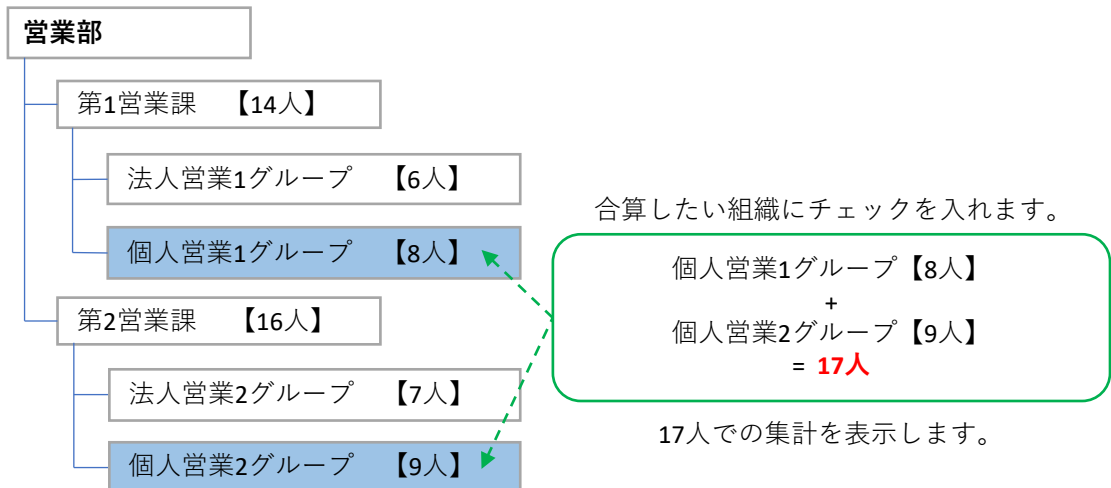 営業部
第1営業課 【14人】
法人営業1グループ 【6人】
個人営業1グループ 【8人】
第2営業課 【16人】
法人営業2グループ 【7人】
個人営業2グループ 【9人】
合算したい組織にチェックを入れます。
個人営業1グループ【8人】
+
個人営業2グループ【9人】
= 17人
17人での集計を表示します。